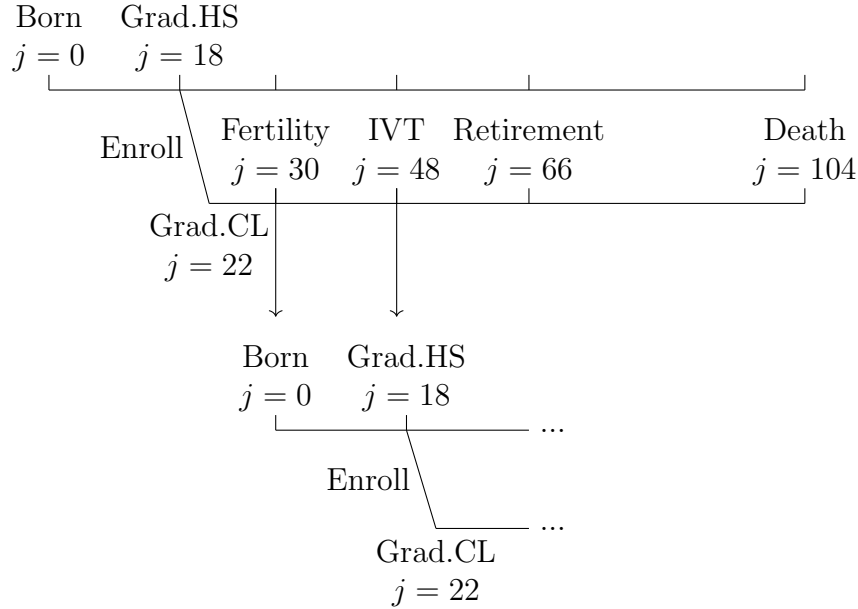 Born Grad.HS
j = 0 j = 18
Enroll
Fertility IVT Retirement Death
j = 30 j = 48 j = 66 j = 104
Grad.CL
j = 22
Born Grad.HS
j = 0 j = 18
...
Enroll
...
Grad.CL
j = 22